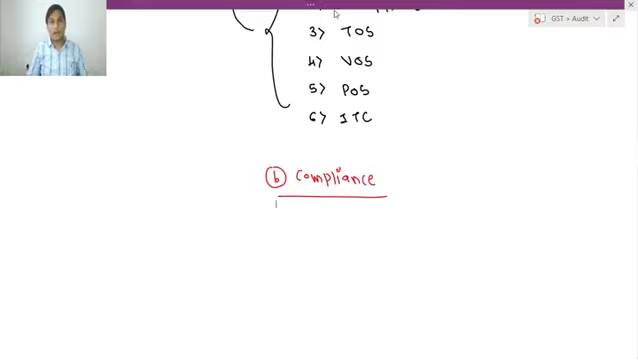 GST > Audit
3> TOS
4> VOS
5> POS
6> ITC
b Compliance